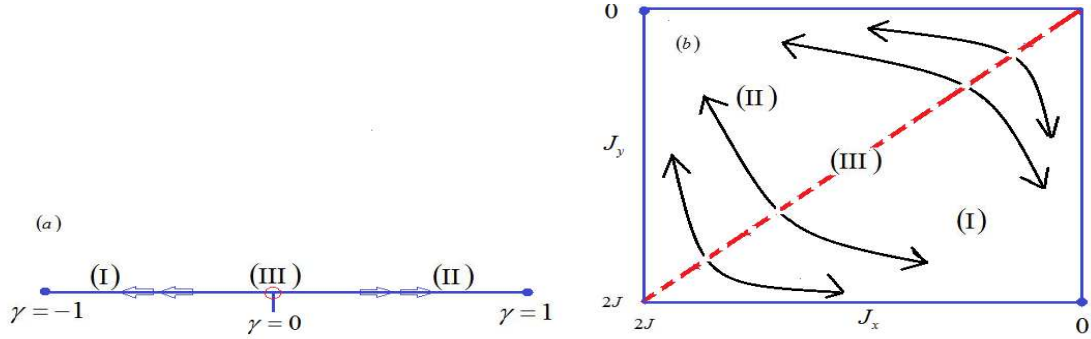 (a)
(I)
(III)
(II)
γ = −1
γ = 0
γ = 1
0
(b)
(II)
J_y
(III)
(I)
2J
2J
J_x
0